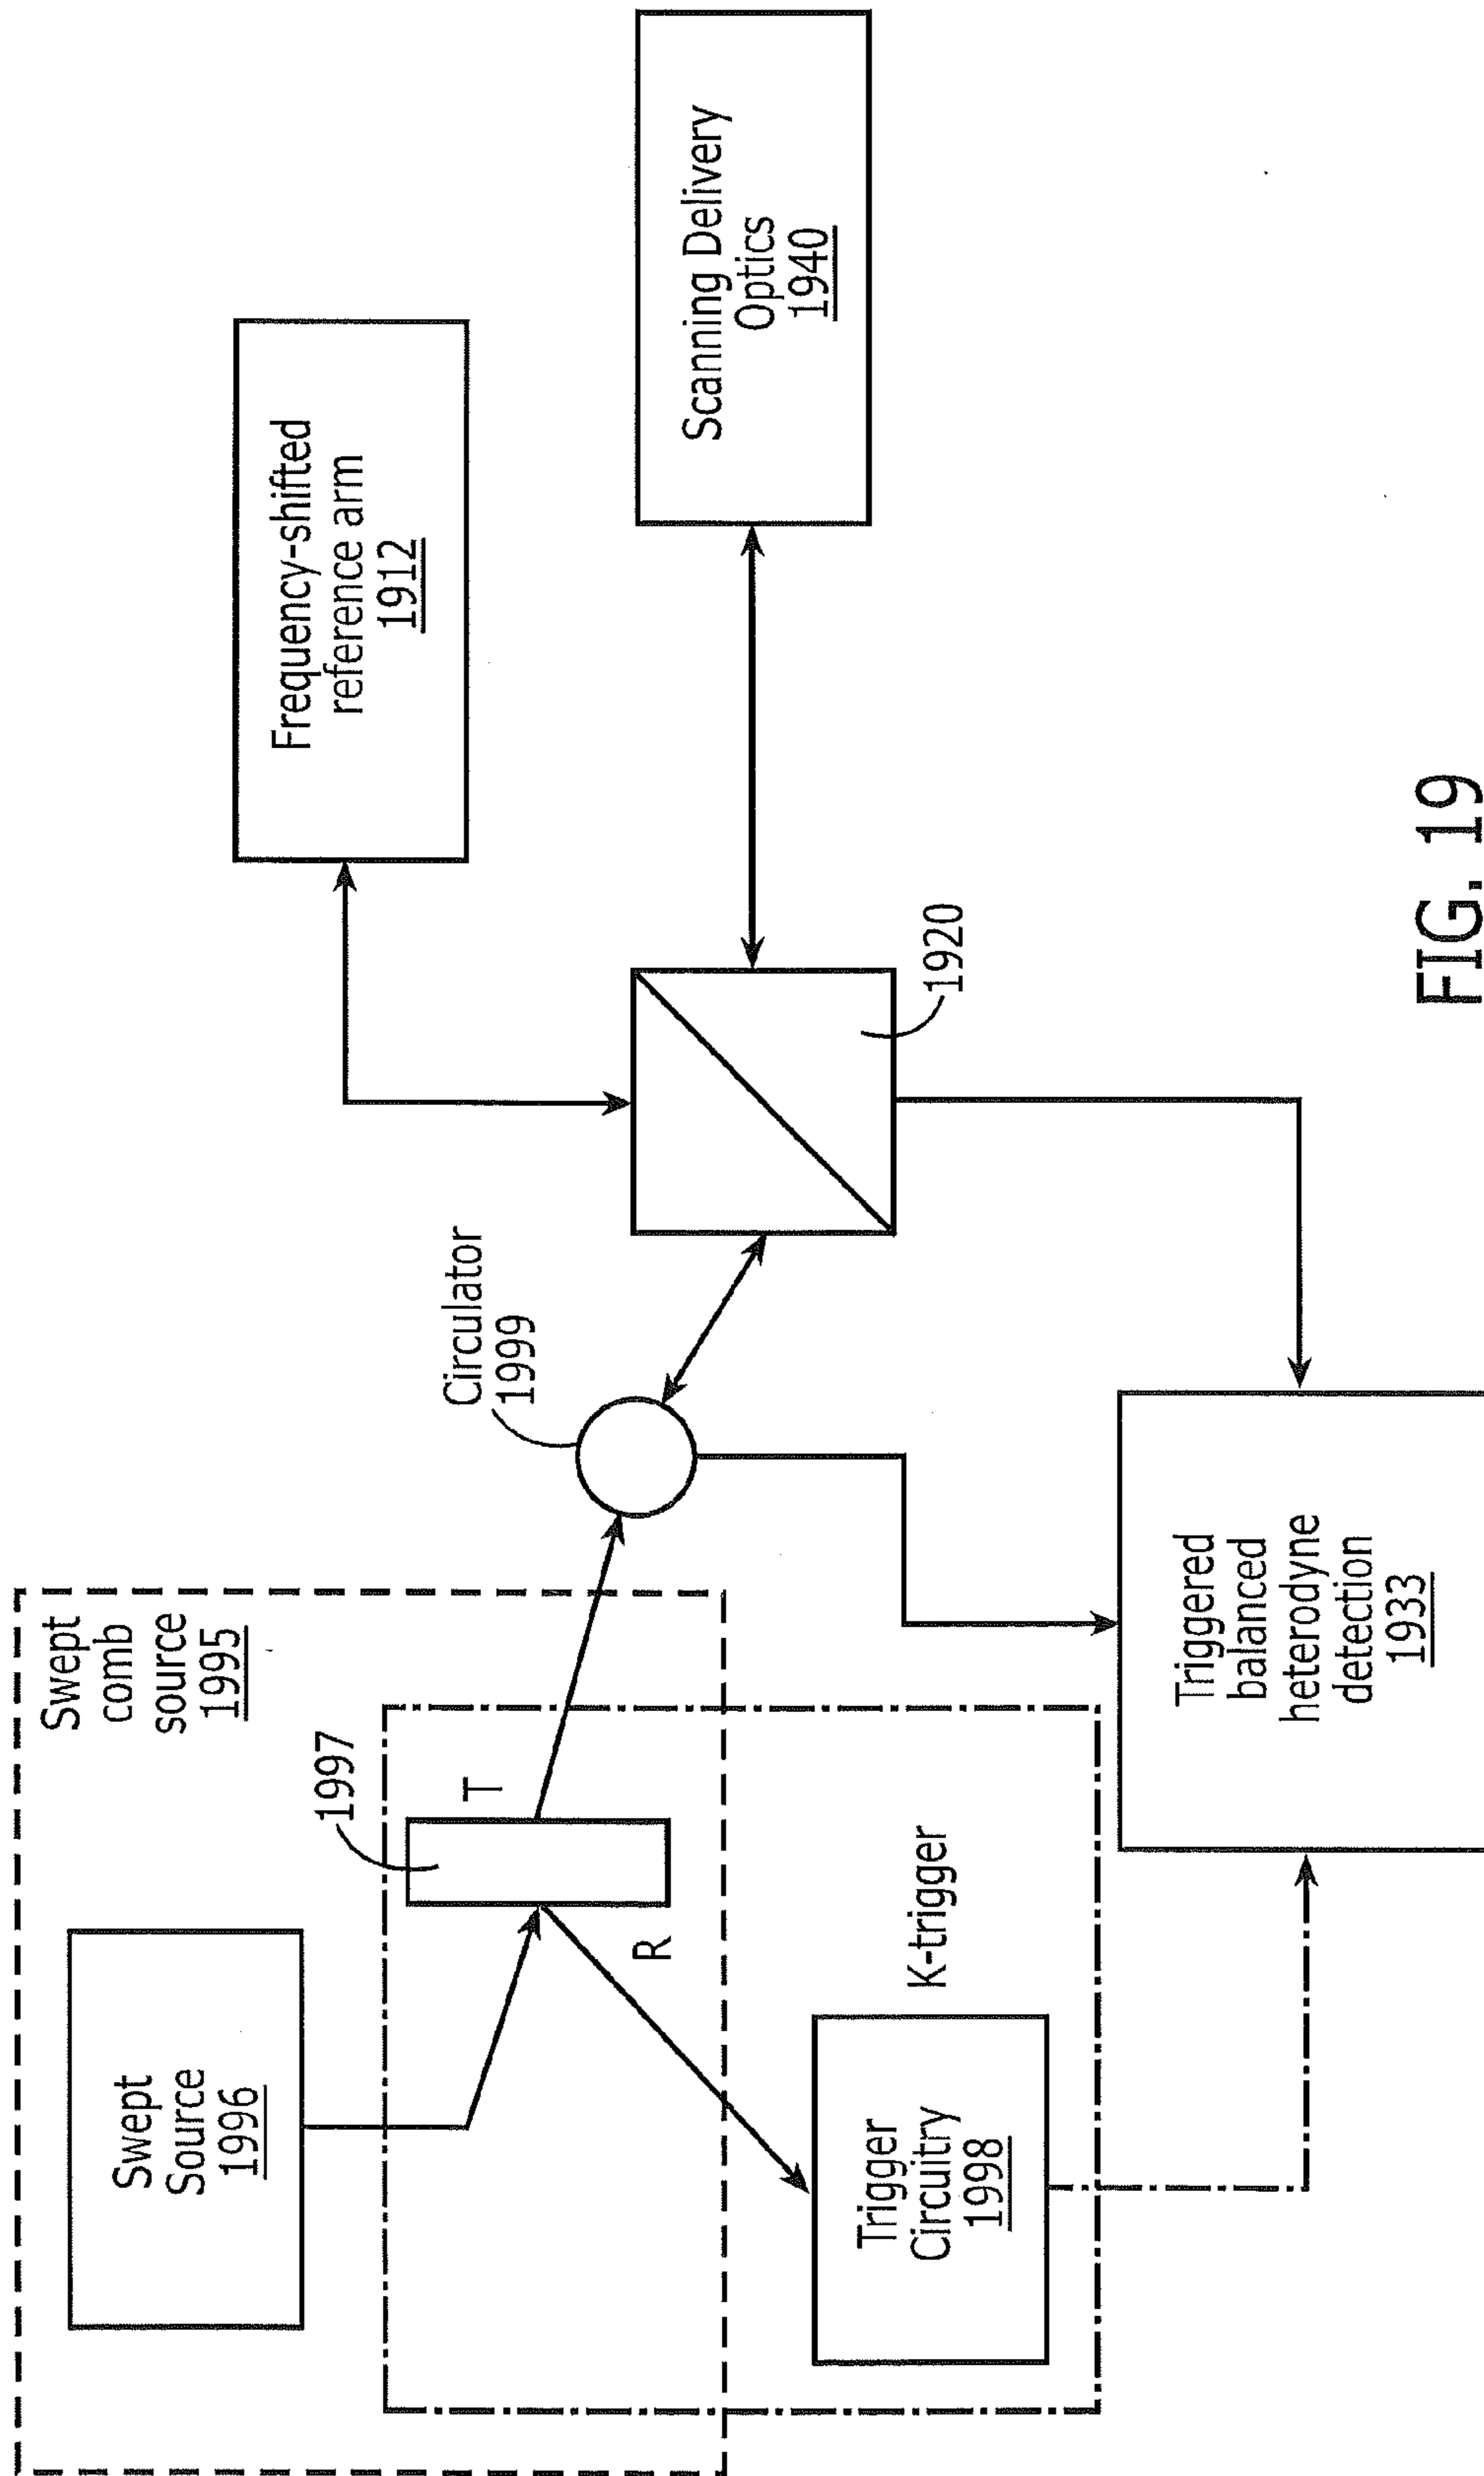 Swept
comb
source
1995
Swept
Source
1996
1997
T
R
K-trigger
Trigger
Circuitry
1998
Circulator
1999
Frequency-shifted
reference arm
1912
Scanning Delivery
Optics
1940
1920
Triggered
balanced
heterodyne
detection
1933
FIG. 19